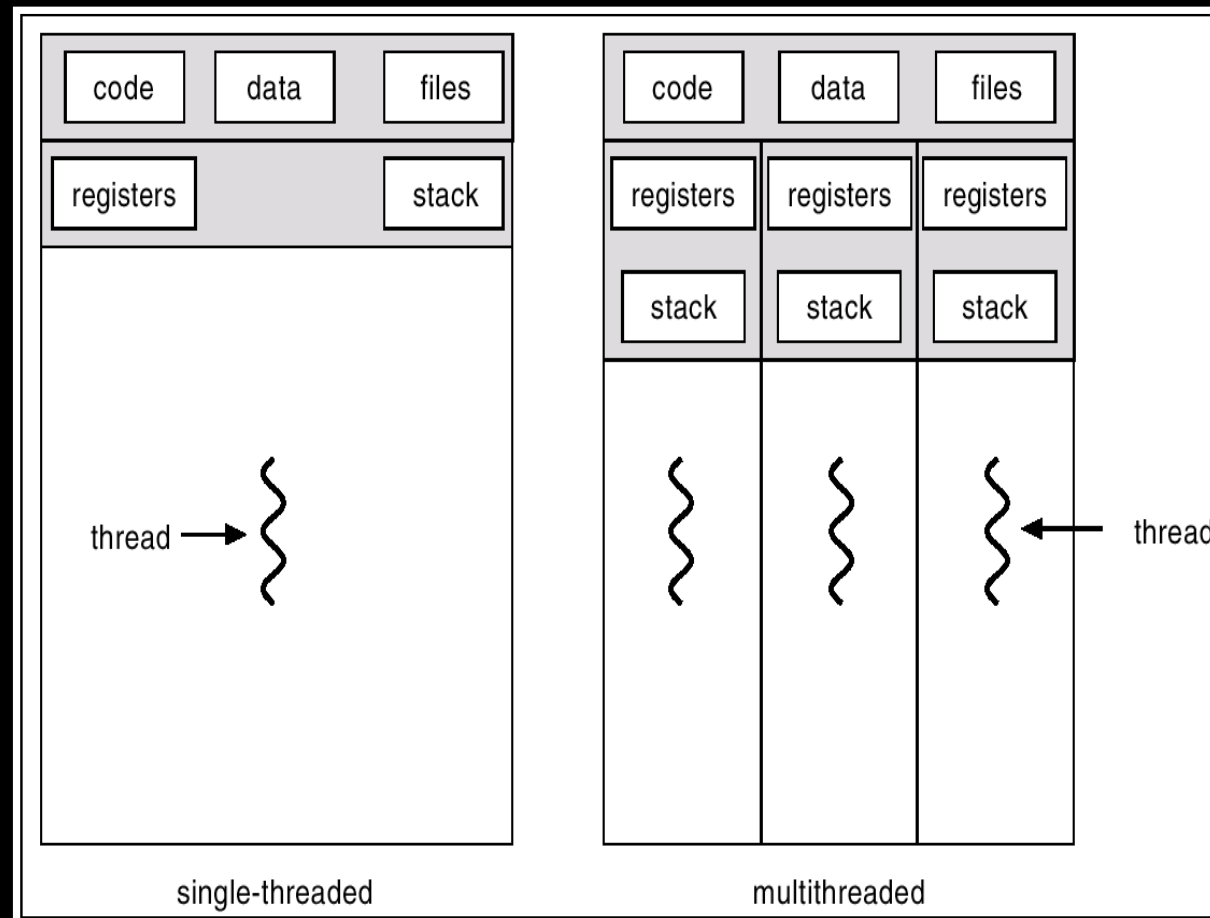 code data files
registers stack
thread
single-threaded
code data files
registers registers registers
stack stack stack
thread
multithreaded